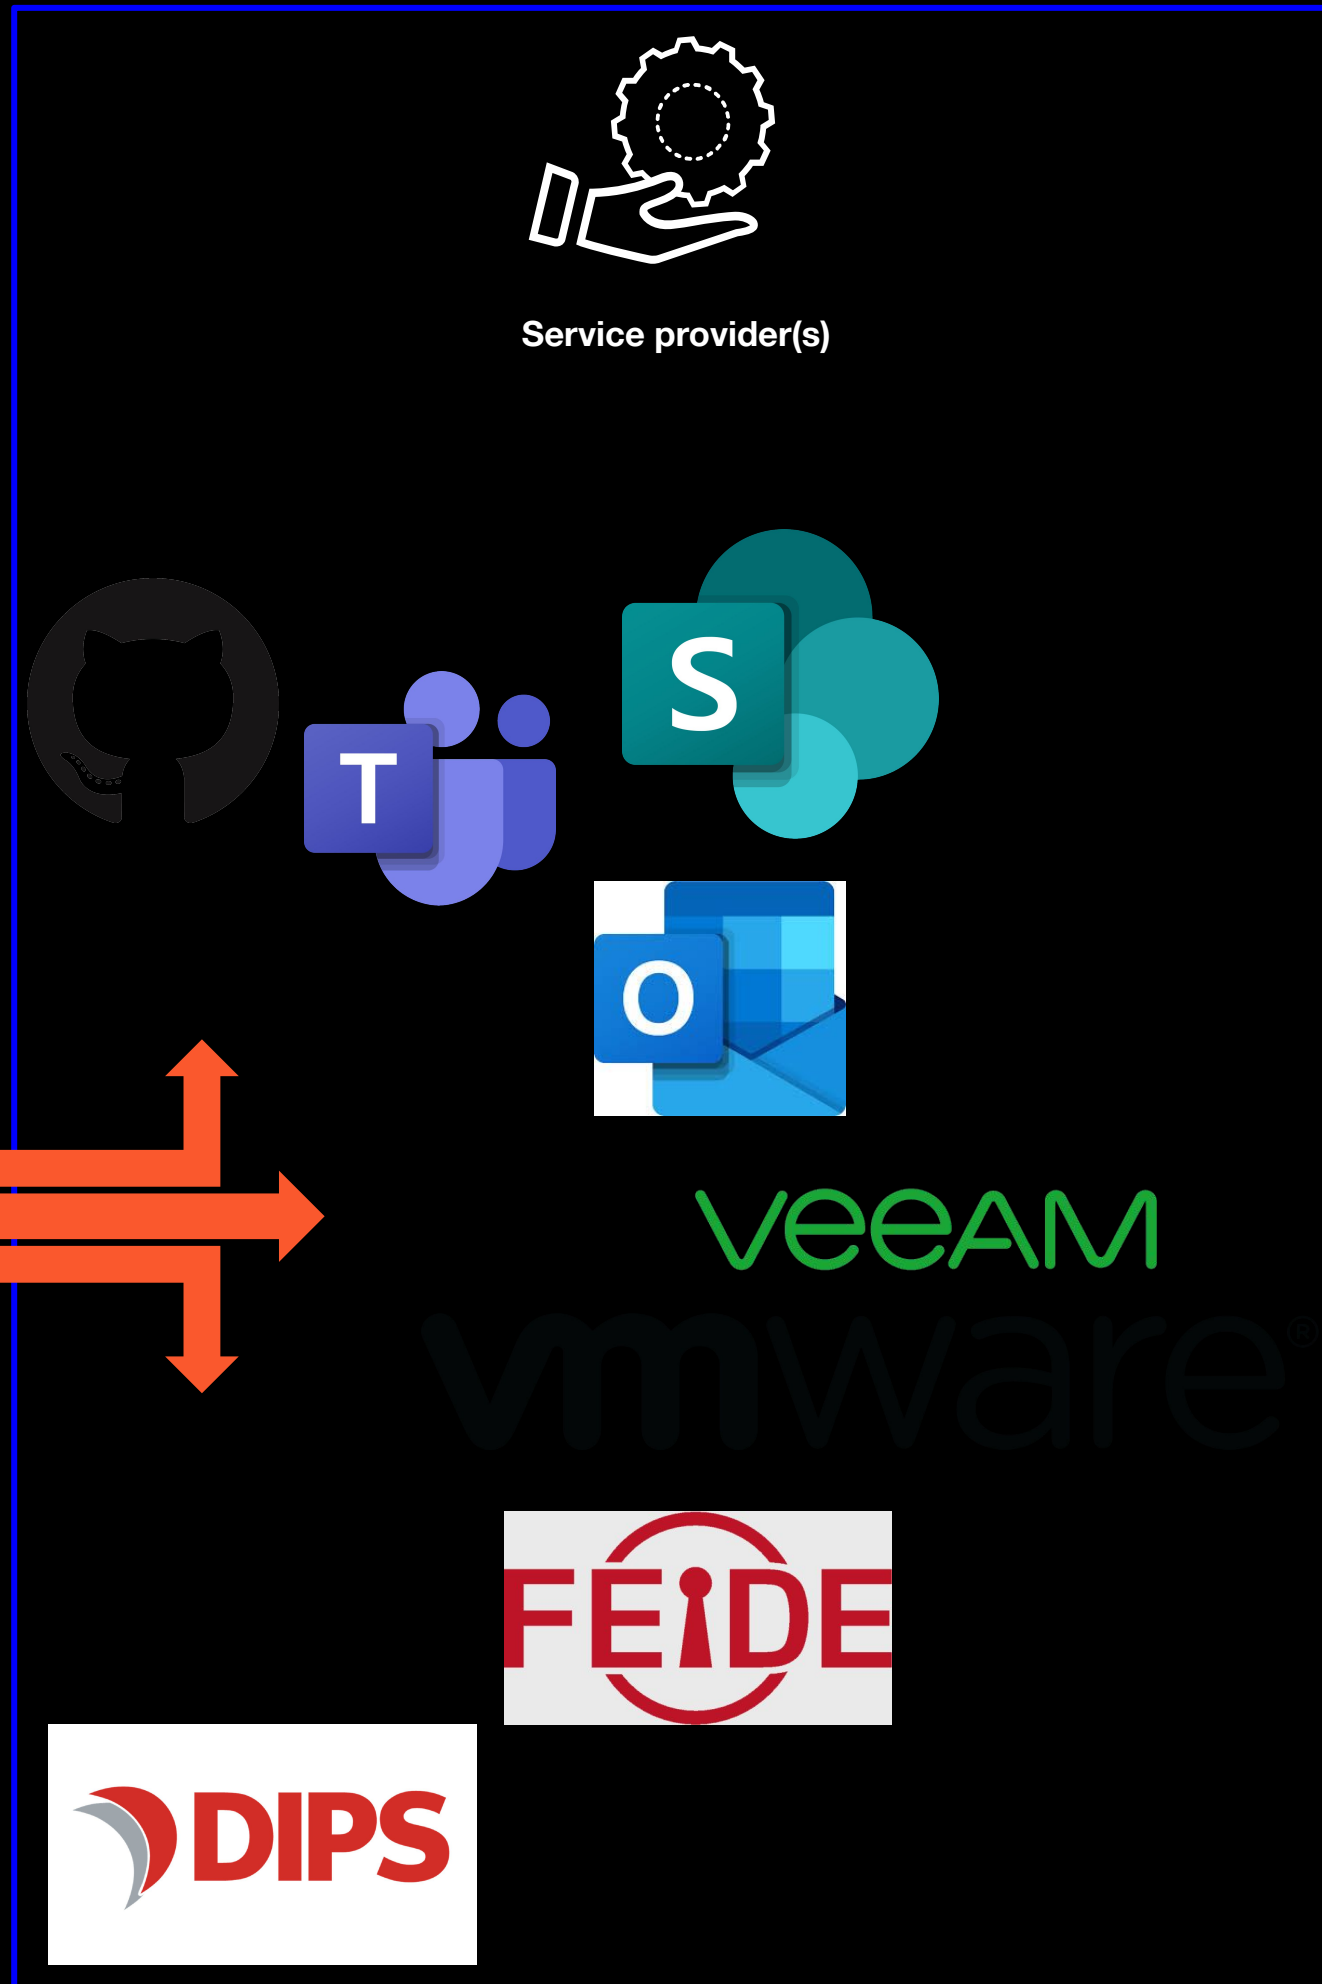 Service provider(s)
S
T
O
veeAM
vmware®
FEIDE
DIPS